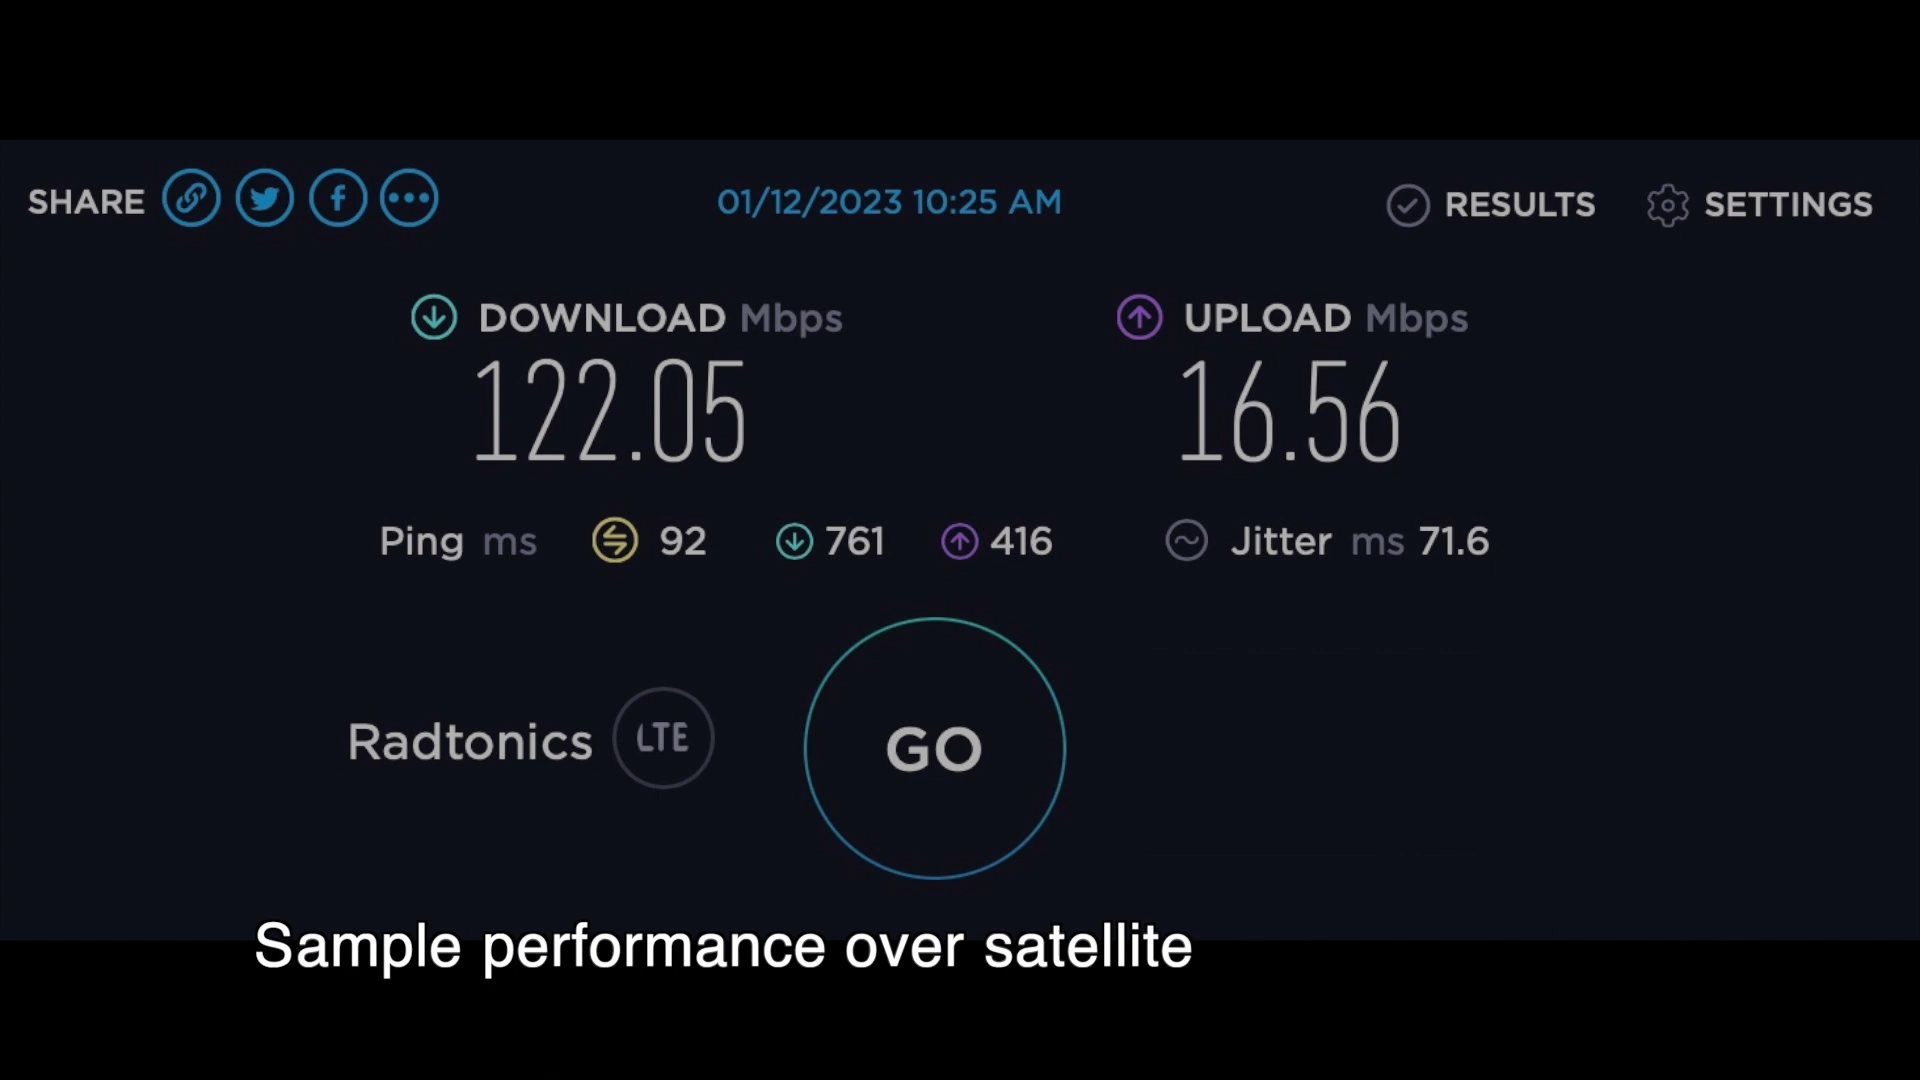 SHARE
01/12/2023 10:25 AM
RESULTS
SETTINGS
DOWNLOAD Mbps
122.05
UPLOAD Mbps
16.56
Ping ms 92 761 416
Jitter ms 71.6
Radtonics LTE
GO
Sample performance over satellite